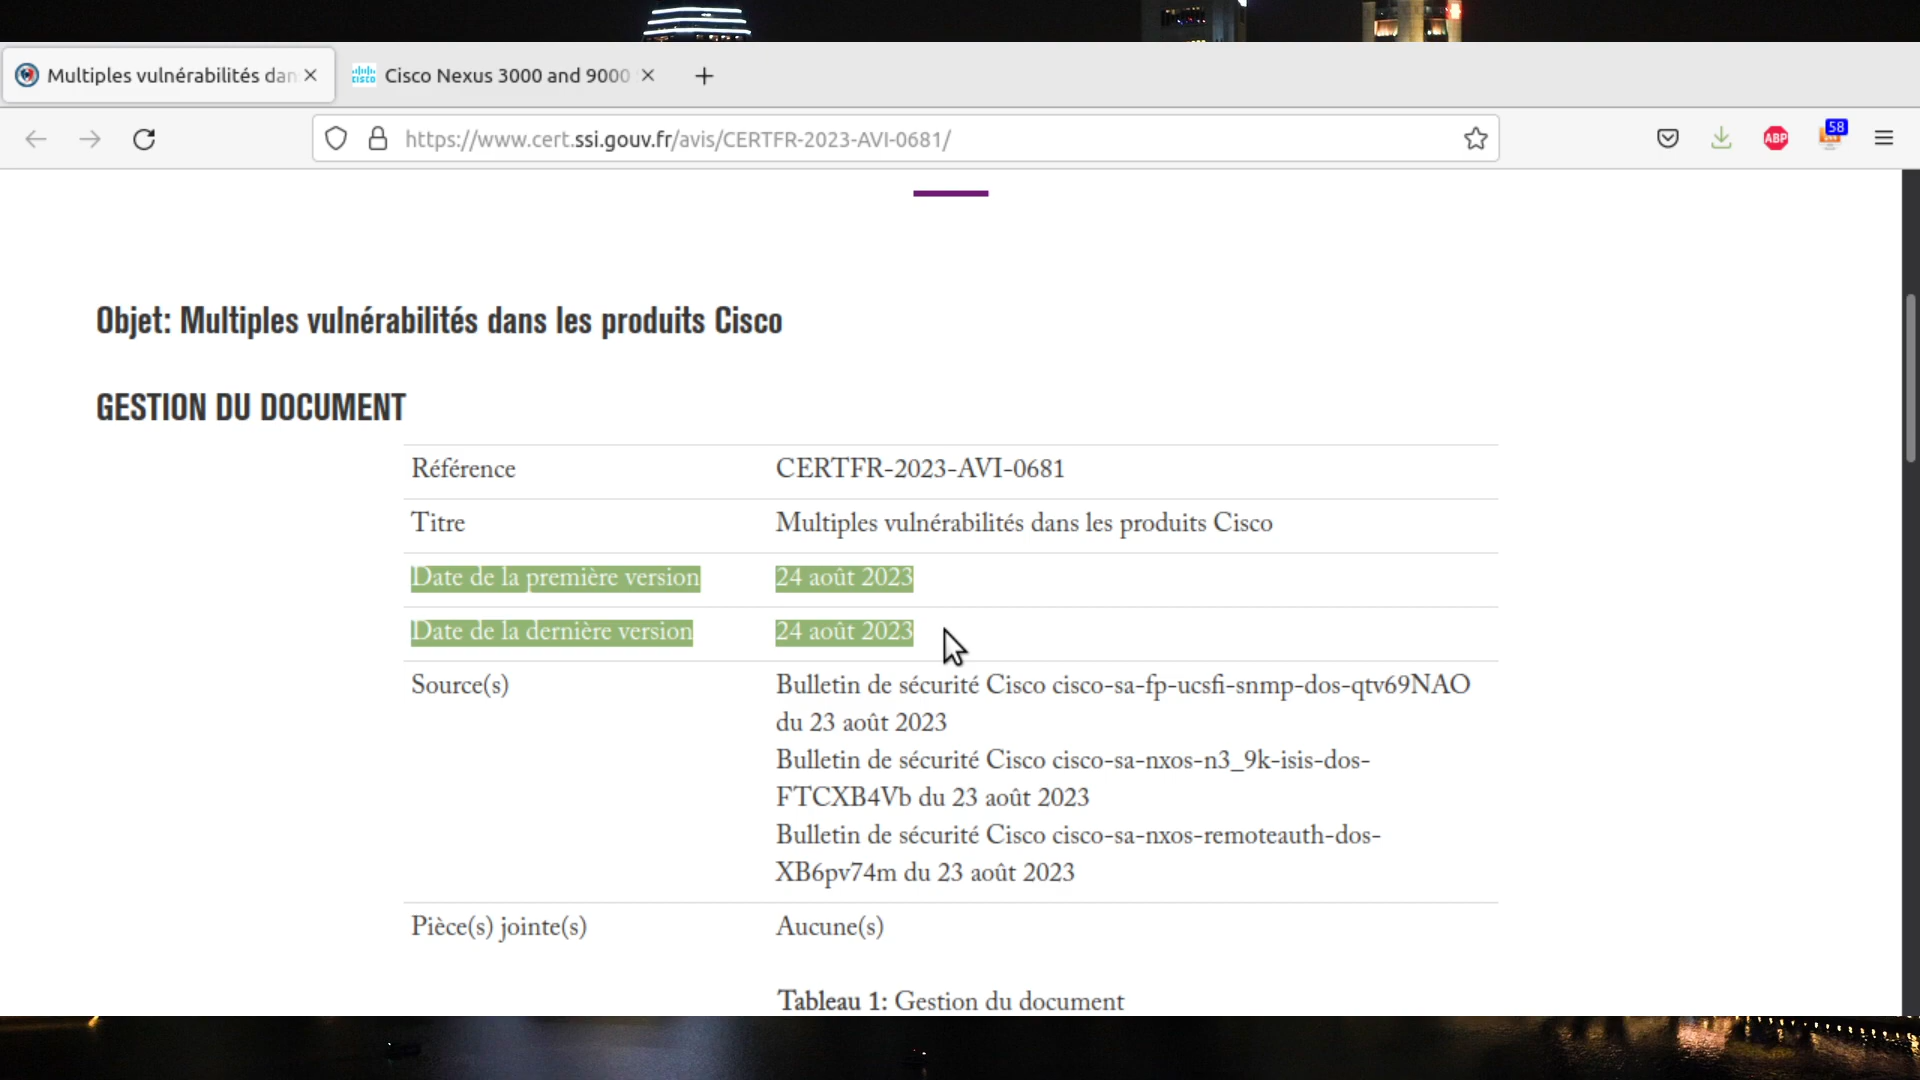 Multiples vulnérabilités dan
Cisco Nexus 3000 and 9000
https://www.cert.ssi.gouv.fr/avis/CERTFR-2023-AVI-0681/
ABP
58
Objet: Multiples vulnérabilités dans les produits Cisco
GESTION DU DOCUMENT
Référence CERTFR-2023-AVI-0681
Titre Multiples vulnérabilités dans les produits Cisco
Date de la première version 24 août 2023
Date de la dernière version 24 août 2023
Source(s) Bulletin de sécurité Cisco cisco-sa-fp-ucsfi-snmp-dos-qtv69NAO
du 23 août 2023
Bulletin de sécurité Cisco cisco-sa-nxos-n3_9k-isis-dos-
FTCXB4Vb du 23 août 2023
Bulletin de sécurité Cisco cisco-sa-nxos-remoteauth-dos-
XB6pv74m du 23 août 2023
Pièce(s) jointe(s) Aucune(s)
Tableau 1: Gestion du document